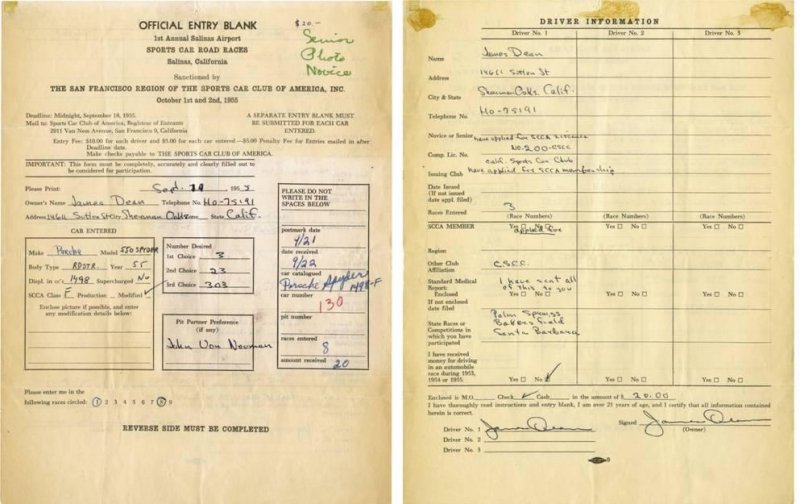 OFFICIAL ENTRY BLANK
1st Annual Salinas Airport
SPORTS CAR ROAD RACES
Salinas, California
Sanctioned by
THE SAN FRANCISCO REGION OF THE SPORTS CAR CLUB OF AMERICA, INC.
October 1st and 2nd, 1955
$20.-
Senior
Photo
Novice
Deadline: Midnight, September 18, 1955.
Mail to: Sports Car Club of America, Registrar of Entrants
2011 Van Ness Avenue, San Francisco 9, California
A SEPARATE ENTRY BLANK MUST
BE SUBMITTED FOR EACH CAR
ENTERED.
Entry Fee: $10.00 for each driver and $5.00 for each car entered—$5.00 Penalty Fee for Entries mailed in after
Deadline date.
Make checks payable to THE SPORTS CAR CLUB OF AMERICA.
IMPORTANT: This form must be completely, accurately and clearly filled out to
be considered for participation.
Please Print: Sept. 195 5
Owner's Name James Dean Telephone No. HO-75191
Address 14611 Sutton St., Sherman Oaks State Calif.
CAR ENTERED
Make Porche Model 550 SPYDER
Body Type RDSTR. Year 55
Displ. in c/c 1498 Supercharged No
SCCA Class F Production Modified ✓
Enclose picture if possible, and enter
any modification details below:
Number Desired
1st Choice 3
2nd Choice 23
3rd Choice 303
Pit Partner Preference
(if any)
John Von Neuman
PLEASE DO NOT
WRITE IN THE
SPACES BELOW
postmark date
9/21
date received
9/22
car catalogued
Porsche Spyder
1498-F
car number
130
pit number
races entered
8
amount received
20
Please enter me in the
following races circled: 1 2 3 4 5 6 7 8 9
REVERSE SIDE MUST BE COMPLETED
DRIVER INFORMATION
Driver No. 1 Driver No. 2 Driver No. 3
Name James Dean
Address 14611 Sutton St
City & State Sherman Oaks, Calif.
Telephone No. HO-75191
Novice or Senior have applied for SCCA license
Comp. Lic. No. No. 200-CSCC
Calif. Sports Car Club
Issuing Club have applied for SCCA membership
Date Issued
(If not issued
date appl. filed)
Races Entered 3
(Race Numbers) (Race Numbers) (Race Numbers)
SCCA MEMBER Yes applied for No Yes No Yes No
Region
Other Club
Affiliation C.S.C.C.
Standard Medical
Report:
Enclosed
I have sent all
of this to you
Yes No Yes No Yes No
If not enclosed
date filed
State Races or
Competitions in
which you have
participated
Palm Springs
Bakersfield
Santa Barbara
I have received
money for driving
in an automobile
race during 1953,
1954 or 1955.
Yes No ✓ Yes No Yes No
Enclosed is M.O. Check ✓ Cash in the amount of $ 20.00
I have thoroughly read instructions and entry blank, I am over 21 years of age, and I certify that all information contained
herein is correct.
Driver No. 1 James Dean
Signed James Dean
(Owner)
Driver No. 2
Driver No. 3